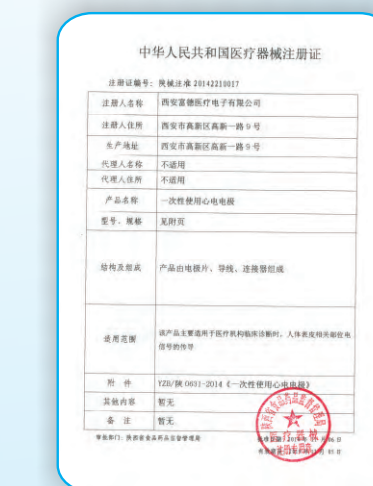 中华人民共和国医疗器械注册证
注册证编号：陕械注准 20142210017
注册人名称 西安富德医疗电子有限公司
注册人住所 西安市高新区高新一路 9 号
生产地址 西安市高新区高新一路 9 号
代理人名称 不适用
代理人住所 不适用
产品名称 一次性使用心电电极
型号、规格 见附页
结构及组成 产品由电极片、导线、连接器组成
适用范围 该产品主要适用于医疗机构临床诊断时，人体表皮相关部位电
信号的传导
附 件 YZB/陕 0631-2014《一次性使用心电电极》
其他内容 暂无
备 注 暂无
审批部门：陕西省食品药品监督管理局